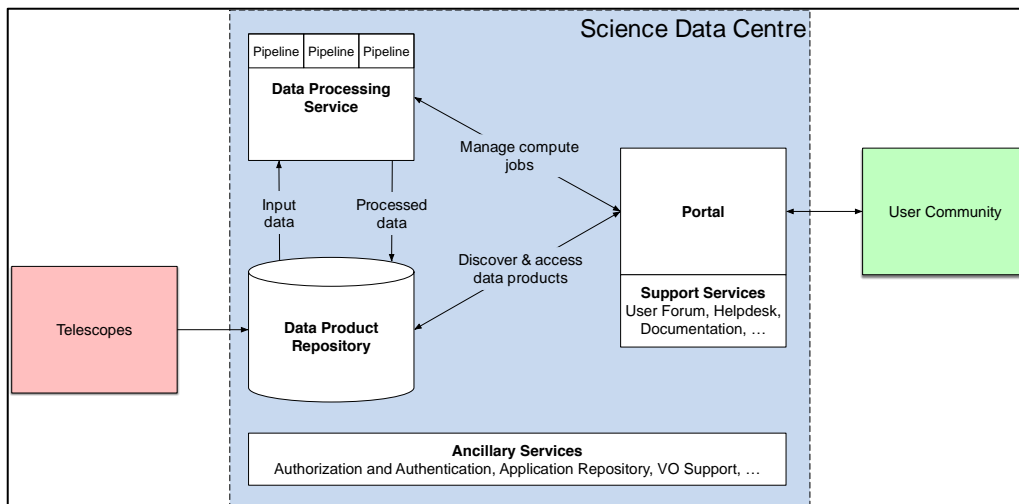 Science Data Centre
Pipeline
Pipeline
Pipeline
Data Processing
Service
Manage compute
jobs
Input
data
Processed
data
Portal
User Community
Discover & access
data products
Support Services
User Forum, Helpdesk,
Documentation, …
Telescopes
Data Product
Repository
Ancillary Services
Authorization and Authentication, Application Repository, VO Support, …